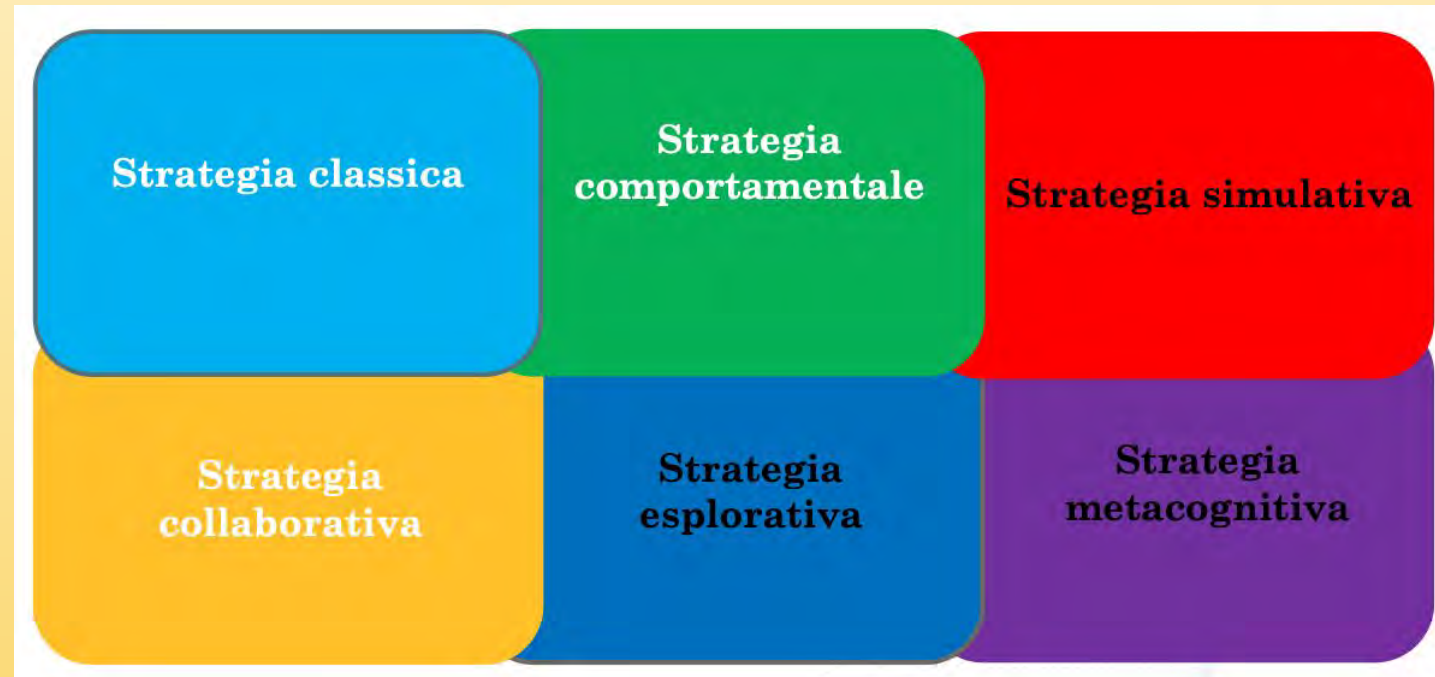 Strategia classica
Strategia
comportamentale
Strategia simulativa
Strategia
collaborativa
Strategia
esplorativa
Strategia
metacognitiva